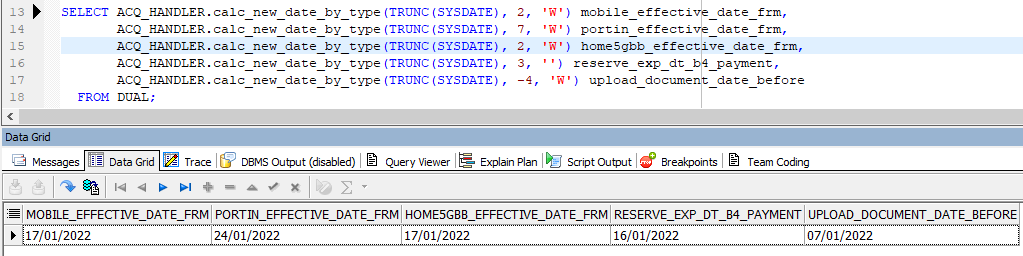 13 SELECT ACQ_HANDLER.calc_new_date_by_type(TRUNC(SYSDATE), 2, 'W') mobile_effective_date_frm,
14 ACQ_HANDLER.calc_new_date_by_type(TRUNC(SYSDATE), 7, 'W') portin_effective_date_frm,
15 ACQ_HANDLER.calc_new_date_by_type(TRUNC(SYSDATE), 2, 'W') home5gbb_effective_date_frm,
16 ACQ_HANDLER.calc_new_date_by_type(TRUNC(SYSDATE), 3, '') reserve_exp_dt_b4_payment,
17 ACQ_HANDLER.calc_new_date_by_type(TRUNC(SYSDATE), -4, 'W') upload_document_date_before
18 FROM DUAL;
Data Grid
Messages Data Grid Trace DBMS Output (disabled) Query Viewer Explain Plan Script Output Breakpoints Team Coding
MOBILE_EFFECTIVE_DATE_FRM PORTIN_EFFECTIVE_DATE_FRM HOME5GBB_EFFECTIVE_DATE_FRM RESERVE_EXP_DT_B4_PAYMENT UPLOAD_DOCUMENT_DATE_BEFORE
17/01/2022 24/01/2022 17/01/2022 16/01/2022 07/01/2022